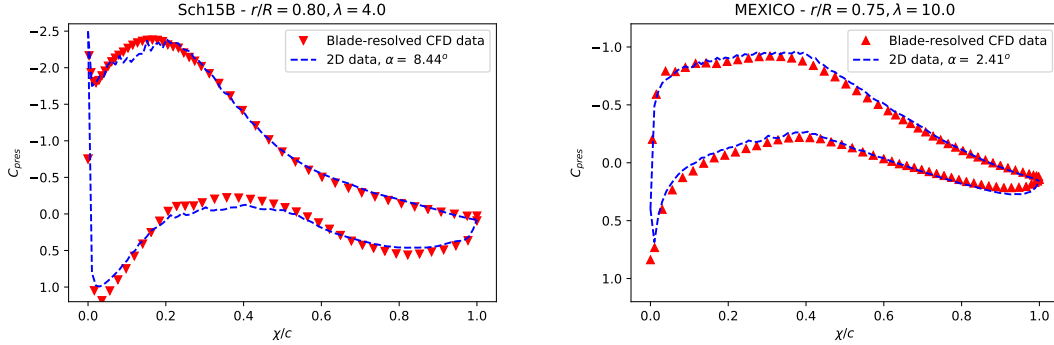 Sch15B - r/R = 0.80, λ = 4.0
Blade-resolved CFD data
2D data, α = 8.44°
−2.5
−2.0
−1.5
−1.0
−0.5
0.0
0.5
1.0
C_pres
0.0 0.2 0.4 0.6 0.8 1.0
χ/c
MEXICO - r/R = 0.75, λ = 10.0
Blade-resolved CFD data
2D data, α = 2.41°
−1.0
−0.5
0.0
0.5
1.0
C_pres
0.0 0.2 0.4 0.6 0.8 1.0
χ/c